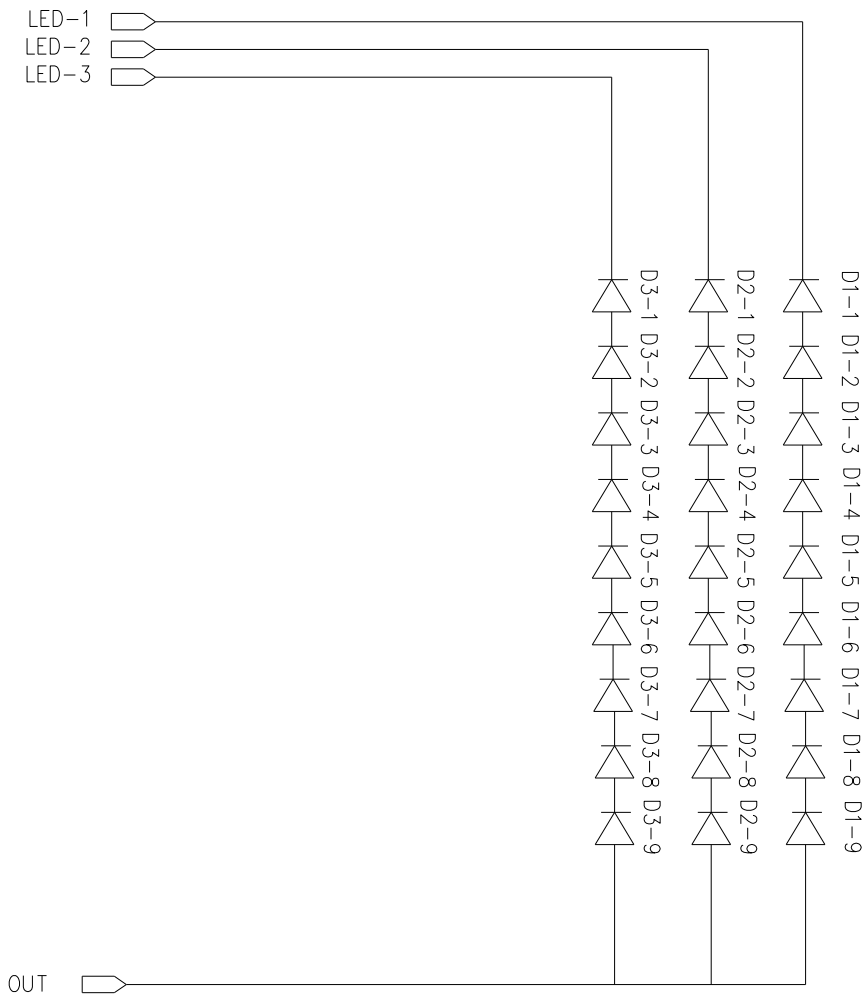 LED-1
LED-2
LED-3
D3-1 D3-2 D3-3 D3-4 D3-5 D3-6 D3-7 D3-8 D3-9
D2-1 D2-2 D2-3 D2-4 D2-5 D2-6 D2-7 D2-8 D2-9
D1-1 D1-2 D1-3 D1-4 D1-5 D1-6 D1-7 D1-8 D1-9
OUT